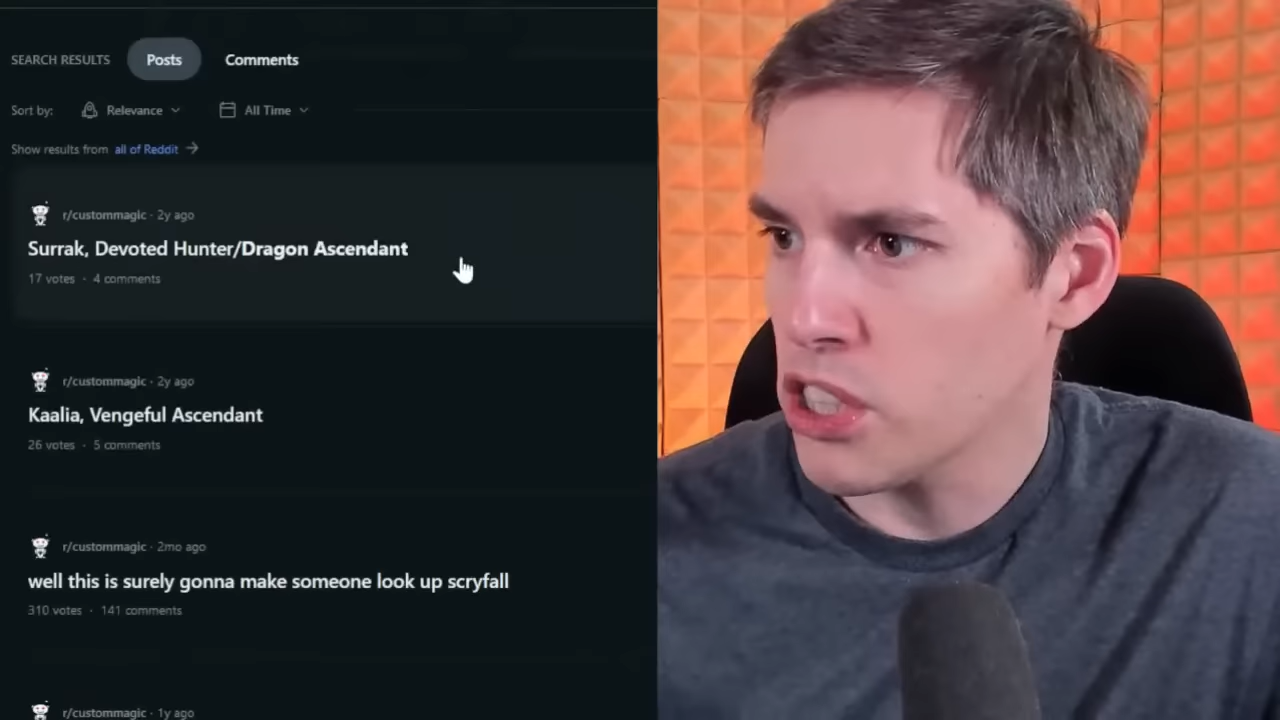 SEARCH RESULTS Posts Comments
Sort by: Relevance All Time
Show results from all of Reddit
r/custommagic · 2y ago
Surrak, Devoted Hunter/Dragon Ascendant
17 votes · 4 comments
r/custommagic · 2y ago
Kaalia, Vengeful Ascendant
26 votes · 5 comments
r/custommagic · 2mo ago
well this is surely gonna make someone look up scryfall
310 votes · 141 comments
r/custommagic · 1y ago